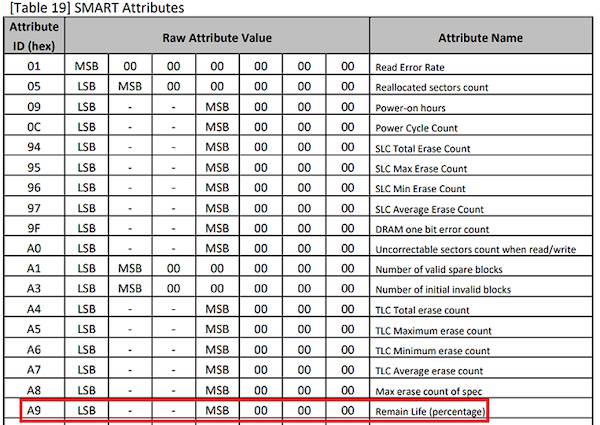 [Table 19] SMART Attributes
Attribute ID (hex) Raw Attribute Value Attribute Name
01 MSB 00 00 00 00 00 00 Read Error Rate
05 LSB MSB 00 00 00 00 00 Reallocated sectors count
09 LSB - - MSB 00 00 00 Power-on hours
0C LSB - - MSB 00 00 00 Power Cycle Count
94 LSB - - MSB 00 00 00 SLC Total Erase Count
95 LSB - - MSB 00 00 00 SLC Max Erase Count
96 LSB - - MSB 00 00 00 SLC Min Erase Count
97 LSB - - MSB 00 00 00 SLC Average Erase Count
9F LSB - - MSB 00 00 00 DRAM one bit error count
A0 LSB - - MSB 00 00 00 Uncorrectable sectors count when read/write
A1 LSB MSB 00 00 00 00 00 Number of valid spare blocks
A3 LSB MSB 00 00 00 00 00 Number of initial invalid blocks
A4 LSB - - MSB 00 00 00 TLC Total erase count
A5 LSB - - MSB 00 00 00 TLC Maximum erase count
A6 LSB - - MSB 00 00 00 TLC Minimum erase count
A7 LSB - - MSB 00 00 00 TLC Average erase count
A8 LSB - - MSB 00 00 00 Max erase count of spec
A9 LSB - - MSB 00 00 00 Remain Life (percentage)